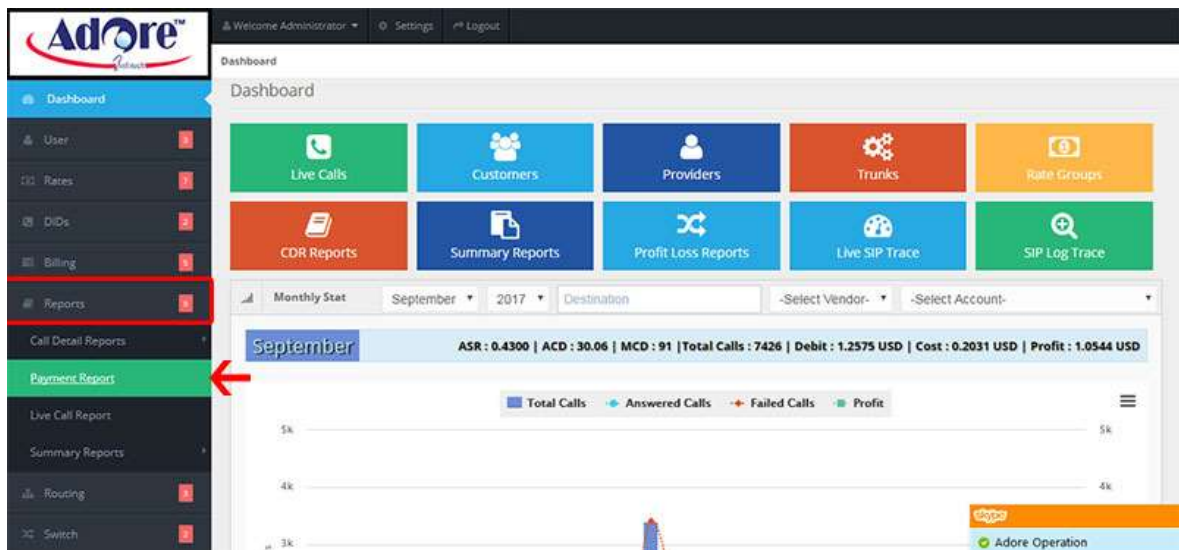 Adore™
Infotech
Welcome Administrator
Settings
Logout
Dashboard
Dashboard
Dashboard
User
Rates
DIDs
Billing
Reports
Call Detail Reports
Payment Report
Live Call Report
Summary Reports
Routing
Switch
Live Calls
Customers
Providers
Trunks
Rate Groups
CDR Reports
Summary Reports
Profit Loss Reports
Live SIP Trace
SIP Log Trace
Monthly Stat
September
2017
Destination
-Select Vendor-
-Select Account-
September
ASR : 0.4300 | ACD : 30.06 | MCD : 91 |Total Calls : 7426 | Debit : 1.2575 USD | Cost : 0.2031 USD | Profit : 1.0544 USD
Total Calls
Answered Calls
Failed Calls
Profit
5k
5k
4k
4k
3k
skype
Adore Operation